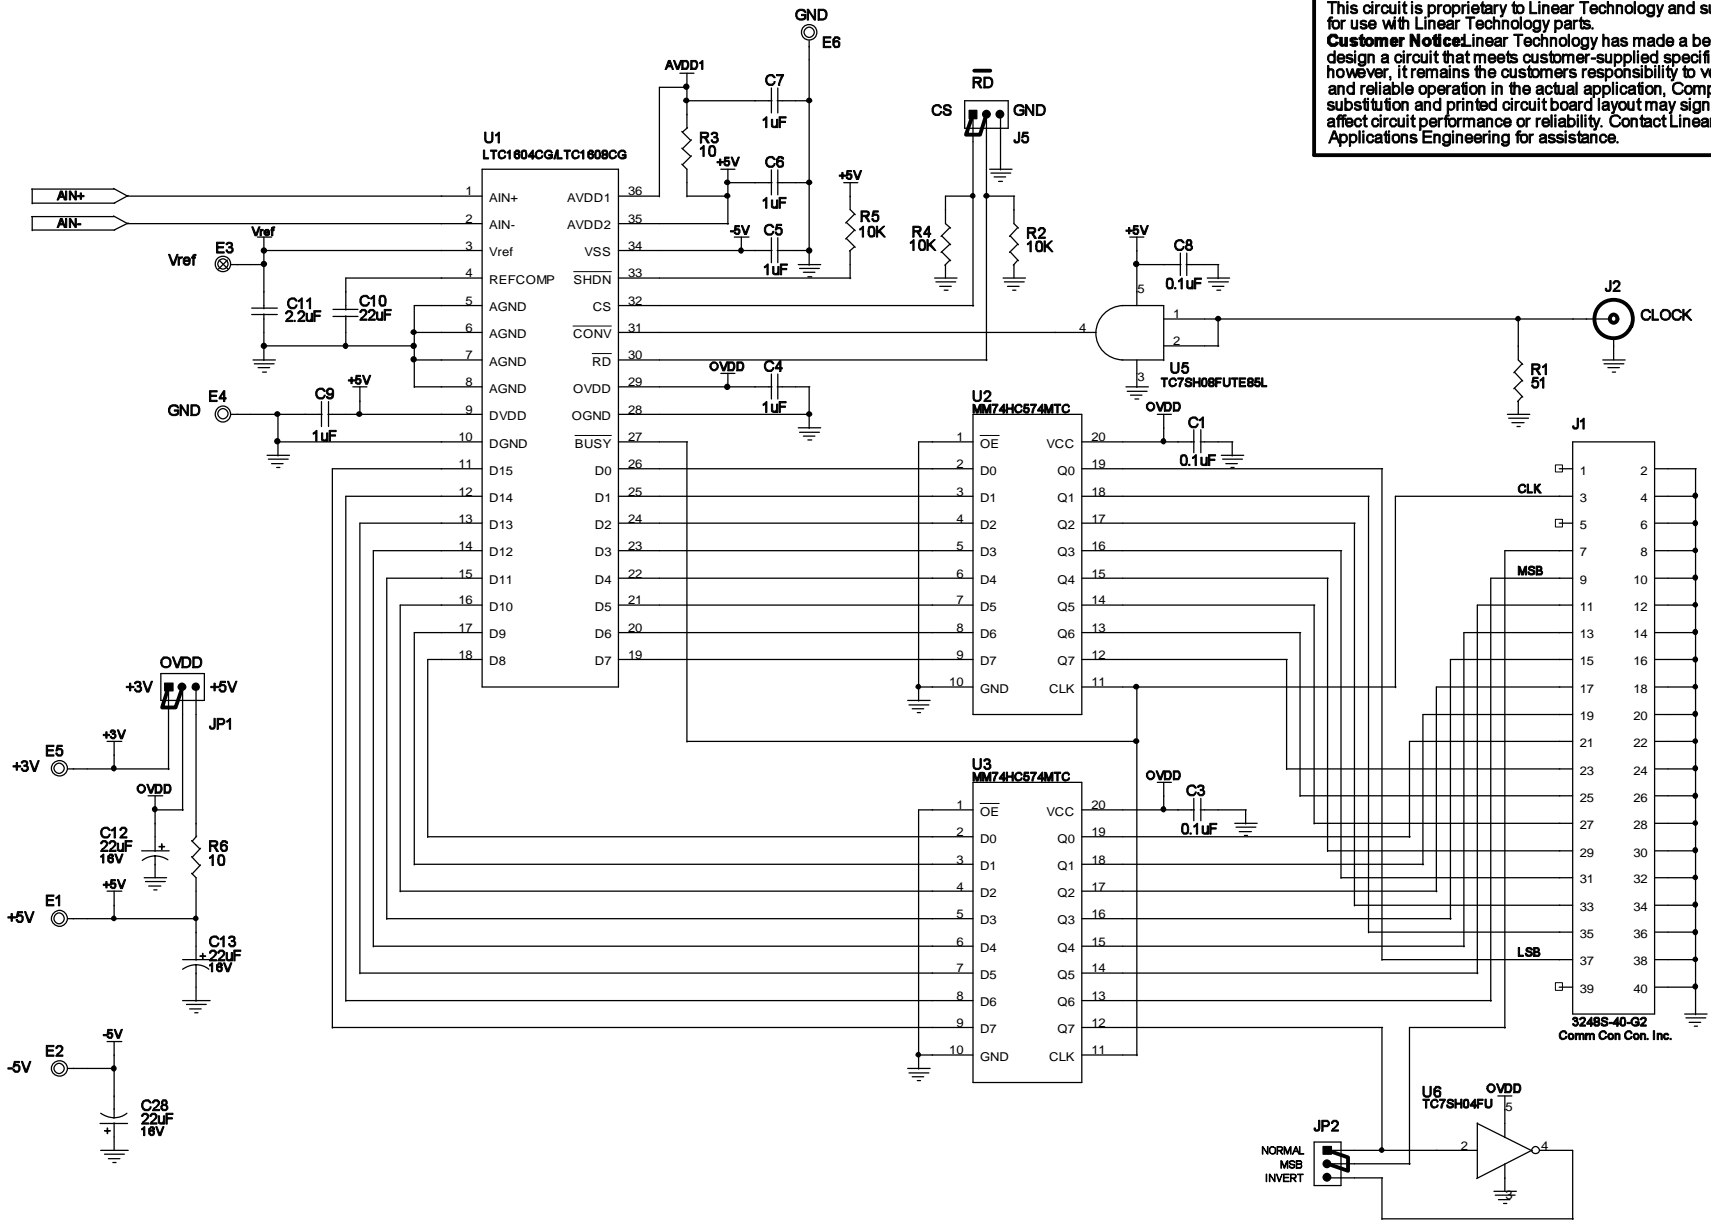 This circuit is proprietary to Linear Technology and su
for use with Linear Technology parts.
Customer Notice:Linear Technology has made a be
design a circuit that meets customer-supplied specifi
however, it remains the customers responsibility to ve
and reliable operation in the actual application, Comp
substitution and printed circuit board layout may sign
affect circuit performance or reliability. Contact Linear
Applications Engineering for assistance.
GND
E6
AVDD1
C7
1uF
R3
10
+5V
C6
1uF
-5V
C5
1uF
+5V
R5
10K
RD
CS
GND
J5
R4
10K
R2
10K
+5V
C8
0.1uF
5
1
2
4
3
U5
TC7SH08FUTE85L
J2
CLOCK
R1
51
U1
LTC1604CG/LTC1608CG
AIN+
AIN-
1 AIN+ AVDD1 36
2 AIN- AVDD2 35
3 Vref VSS 34
4 REFCOMP SHDN 33
5 AGND CS 32
6 AGND CONV 31
7 AGND RD 30
8 AGND OVDD 29
9 DVDD OGND 28
10 DGND BUSY 27
11 D15 D0 26
12 D14 D1 25
13 D13 D2 24
14 D12 D3 23
15 D11 D4 22
16 D10 D5 21
17 D9 D6 20
18 D8 D7 19
Vref
E3
Vref
C11
2.2uF
C10
22uF
GND
E4
C9
1uF
+5V
OVDD
C4
1uF
U2
MM74HC574MTC
1 OE VCC 20
2 D0 Q0 19
3 D1 Q1 18
4 D2 Q2 17
5 D3 Q3 16
6 D4 Q4 15
7 D5 Q5 14
8 D6 Q6 13
9 D7 Q7 12
10 GND CLK 11
OVDD
C1
0.1uF
U3
MM74HC574MTC
1 OE VCC 20
2 D0 Q0 19
3 D1 Q1 18
4 D2 Q2 17
5 D3 Q3 16
6 D4 Q4 15
7 D5 Q5 14
8 D6 Q6 13
9 D7 Q7 12
10 GND CLK 11
OVDD
C3
0.1uF
J1
CLK
MSB
LSB
1 2
3 4
5 6
7 8
9 10
11 12
13 14
15 16
17 18
19 20
21 22
23 24
25 26
27 28
29 30
31 32
33 34
35 36
37 38
39 40
3248S-40-G2
Comm Con Con. Inc.
OVDD
+3V
+5V
JP1
+3V
E5
+3V
OVDD
C12
22uF
16V
R6
10
+5V
E1
+5V
C13
+
22uF
16V
-5V
E2
-5V
C28
22uF
16V
+
+
U6
TC7SH04FU
OVDD
5
2
4
3
JP2
NORMAL
MSB
INVERT